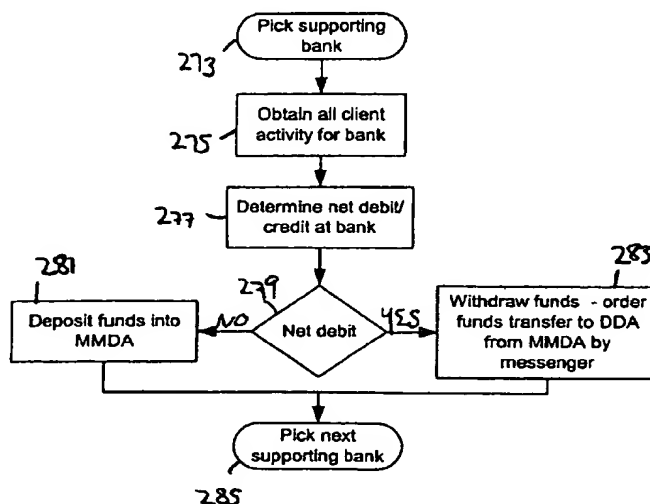 Pick supporting
bank
273
Obtain all client
activity for bank
275
Determine net debit/
credit at bank
277
281
279
283
Deposit funds into
MMDA
NO
Net debit
YES
Withdraw funds - order
funds transfer to DDA
from MMDA by
messenger
Pick next
supporting bank
285